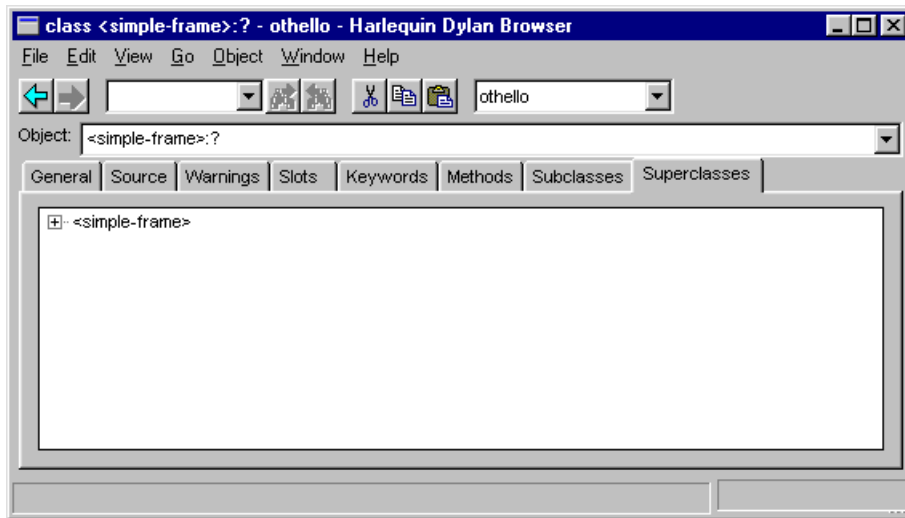 class <simple-frame>:? - othello - Harlequin Dylan Browser
File Edit View Go Object Window Help
othello
Object: <simple-frame>:?
General Source Warnings Slots Keywords Methods Subclasses Superclasses
<simple-frame>